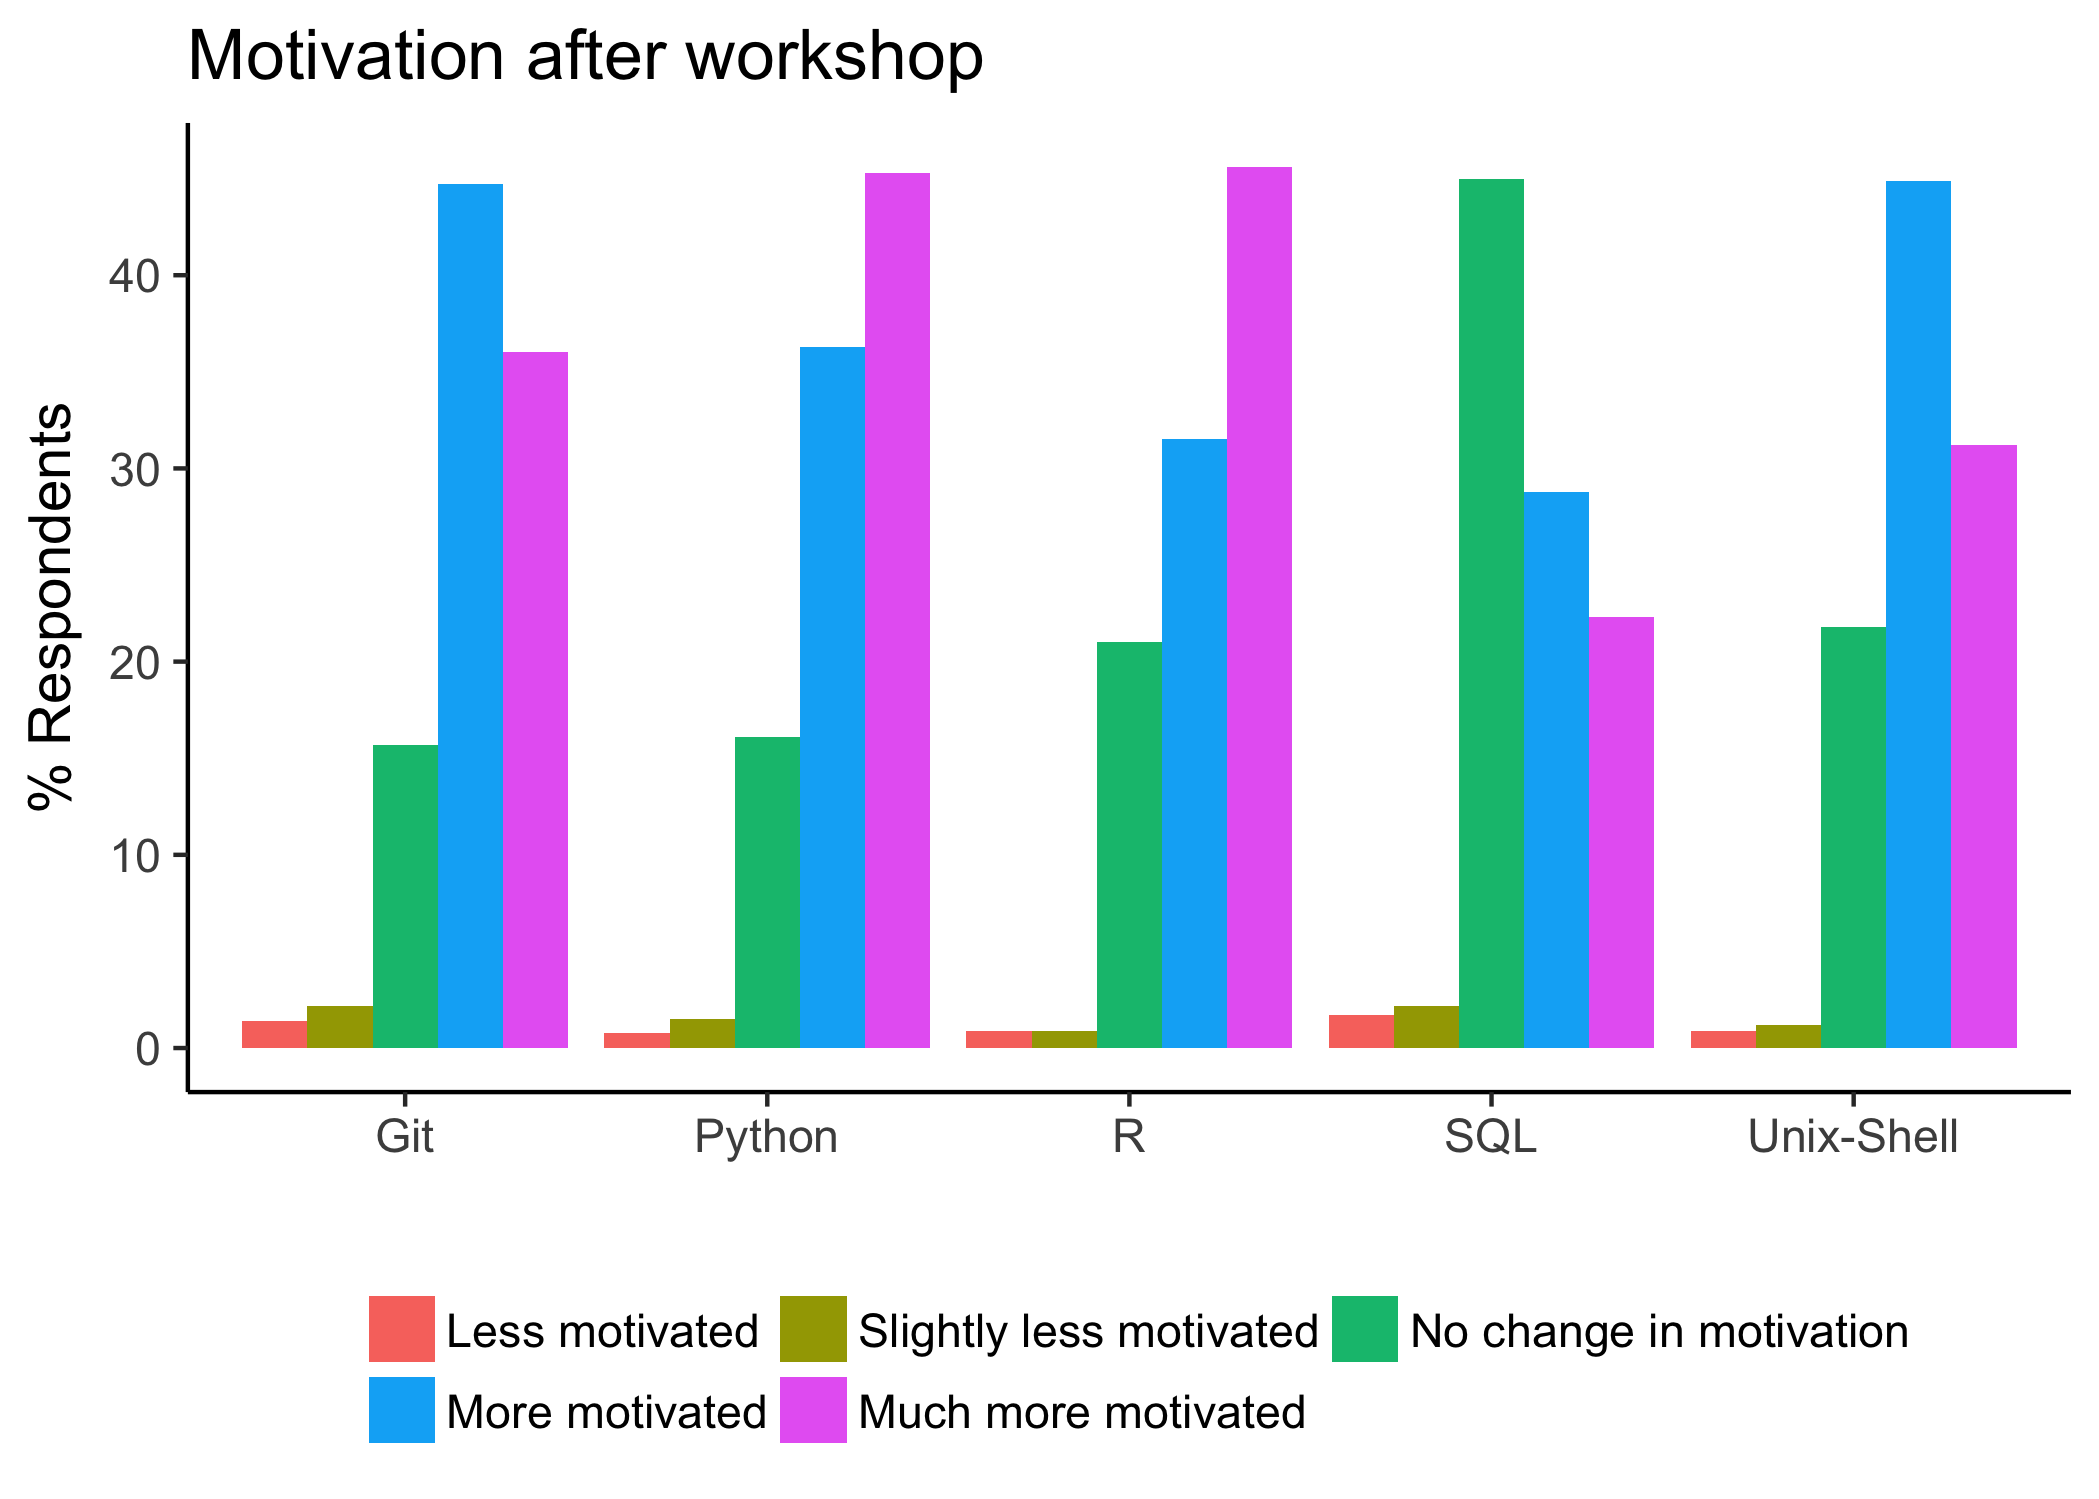 Motivation after workshop
% Respondents
40
30
20
10
0
Git Python R SQL Unix-Shell
Less motivated Slightly less motivated No change in motivation
More motivated Much more motivated